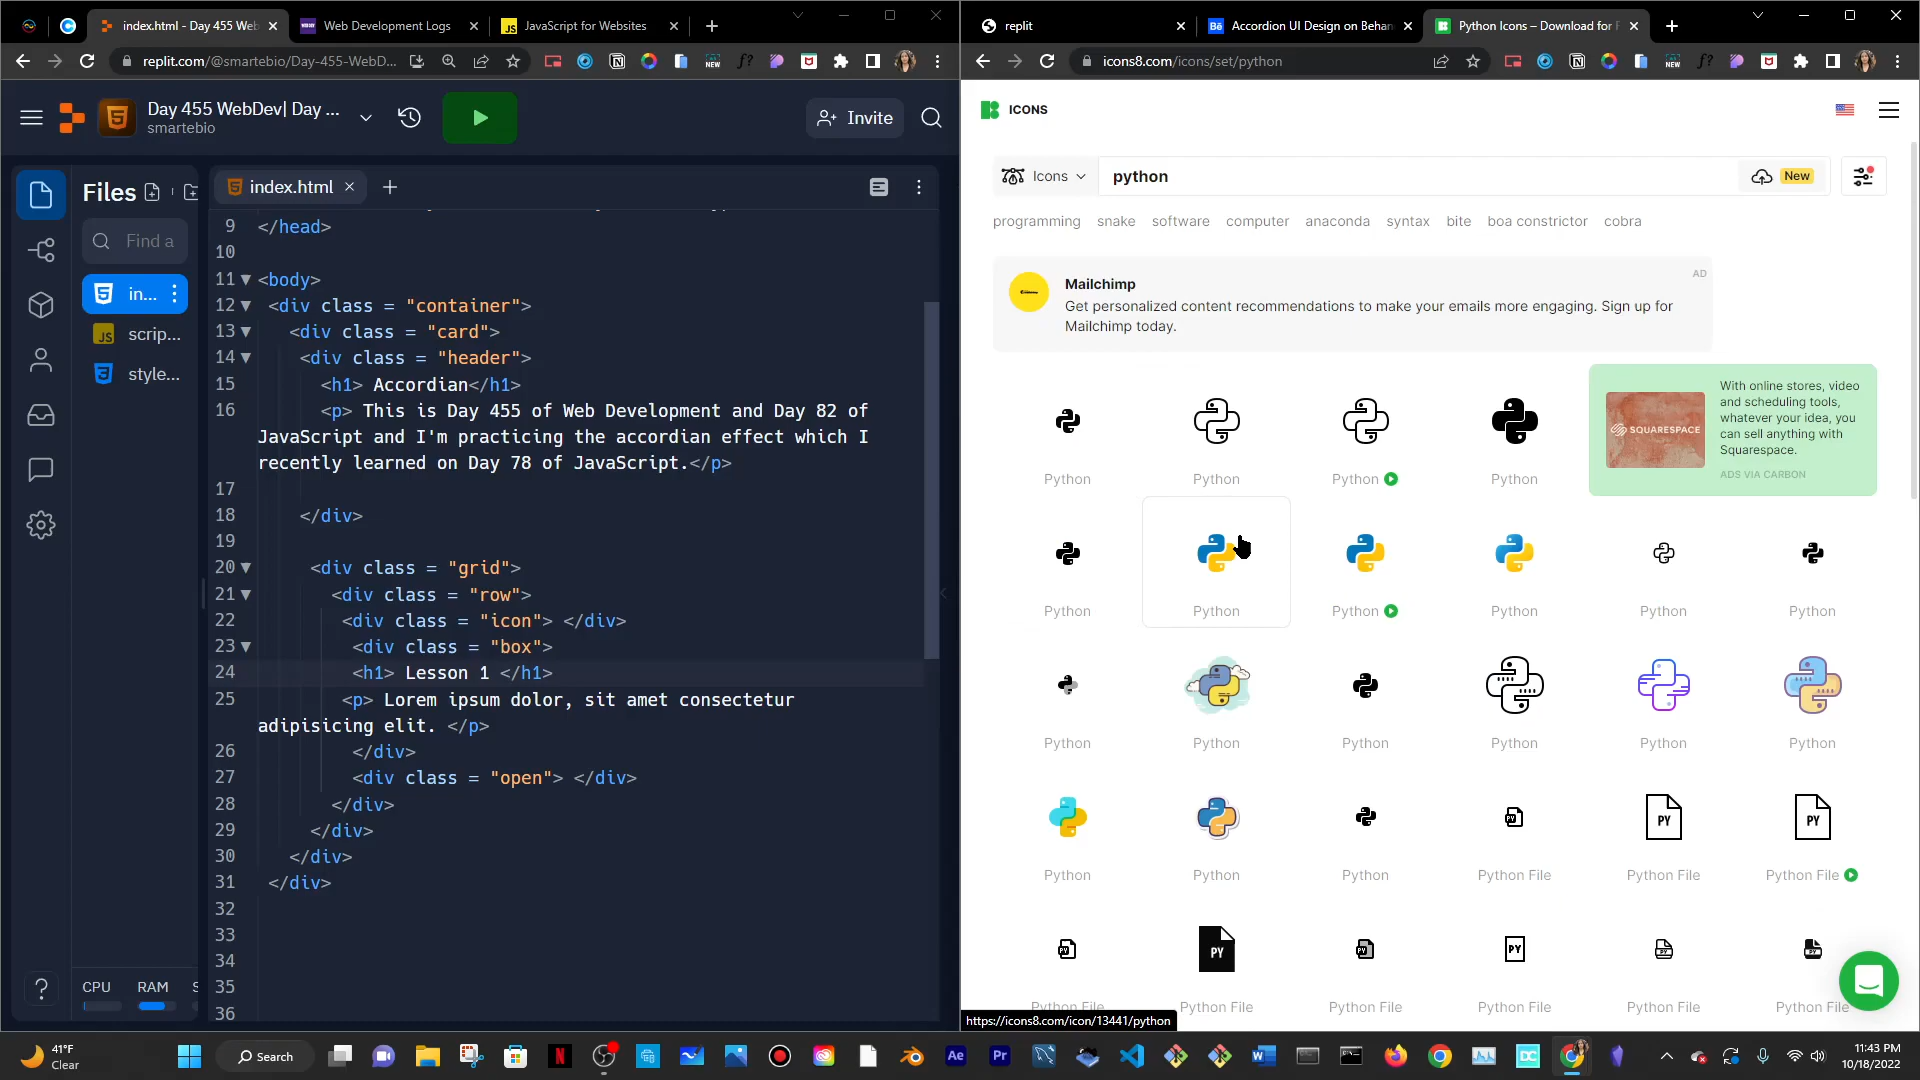 index.html - Day 455 We
Web Development Logs
JavaScript for Websites
replit.com/@smartebio/Day-455-WebD...
Day 455 WebDev| Day ...
smartebio
Invite
Files
Find a
in...
scrip...
style...
CPU
RAM
S
index.html
9 </head>
10
11 <body>
12 <div class = "container">
13 <div class = "card">
14 <div class = "header">
15 <h1> Accordian</h1>
16 <p> This is Day 455 of Web Development and Day 82 of
JavaScript and I'm practicing the accordian effect which I
recently learned on Day 78 of JavaScript.</p>
17
18 </div>
19
20 <div class = "grid">
21 <div class = "row">
22 <div class = "icon"> </div>
23 <div class = "box">
24 <h1> Lesson 1 </h1>
25 <p> Lorem ipsum dolor, sit amet consectetur
adipisicing elit. </p>
26 </div>
27 <div class = "open"> </div>
28 </div>
29 </div>
30 </div>
31 </div>
32
33
34
35
36
replit
Accordion UI Design on Behan
Python Icons – Download for F
NEW
icons8.com/icons/set/python
NEW
ICONS
Icons
python
New
programming snake software computer anaconda syntax bite boa constrictor cobra
Mailchimp
AD
Get personalized content recommendations to make your emails more engaging. Sign up for
Mailchimp today.
SQUARESPACE
With online stores, video
and scheduling tools,
whatever your idea, you
can sell anything with
Squarespace.
ADS VIA CARBON
Python Python Python Python
Python Python Python Python Python Python
Python Python Python Python Python Python
PY PY PY
Python Python Python Python File Python File Python File
PY PY PY PY
Python File Python File Python File Python File Python File Python File
https://icons8.com/icon/13441/python
41°F
Clear
Search
N
Ae
Pr
W
DC
11:43 PM
10/18/2022